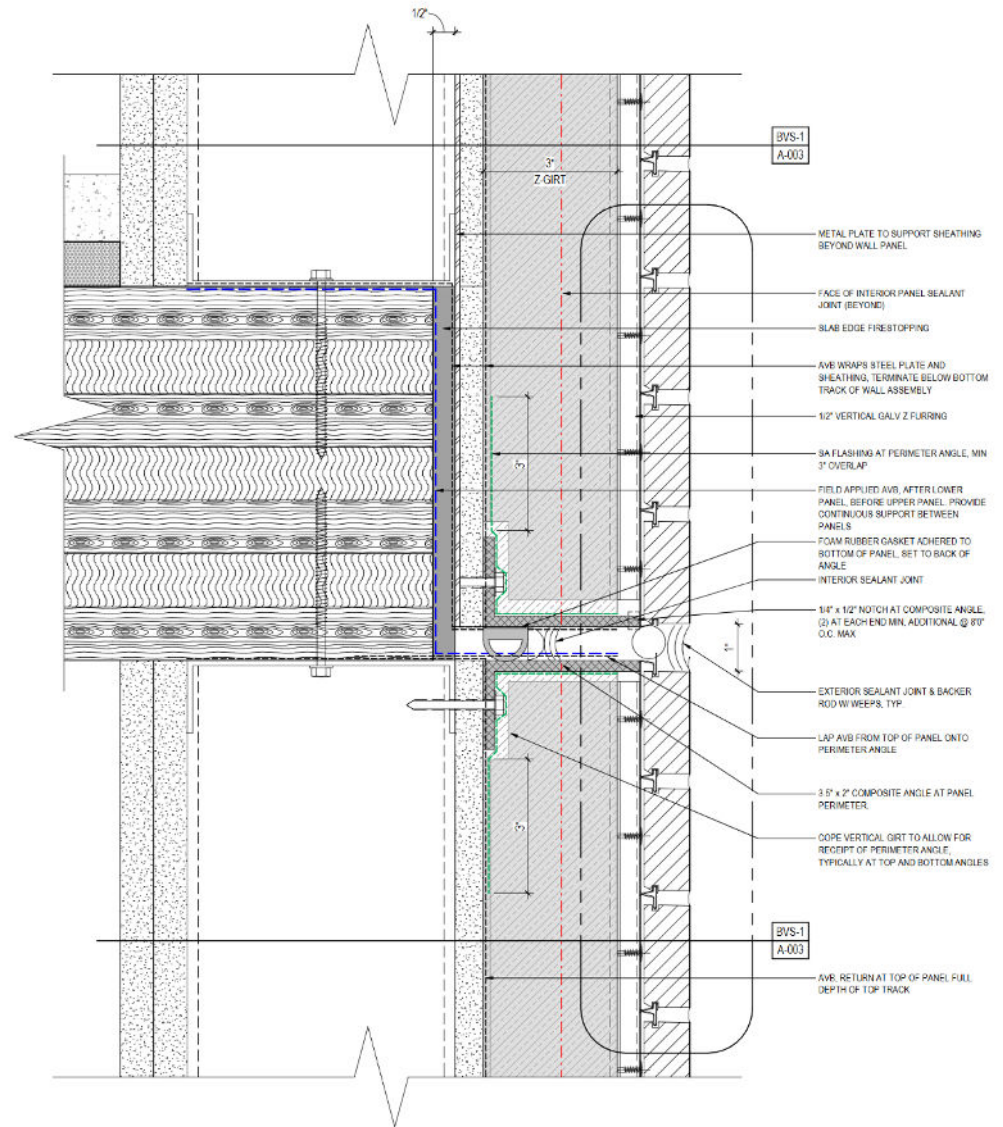 1/2"
BVS-1
A-003
3"
Z-GIRT
METAL PLATE TO SUPPORT SHEATHING
BEYOND WALL PANEL
FACE OF INTERIOR PANEL SEALANT
JOINT (BEYOND)
SLAB EDGE FIRESTOPPING
AVB WRAPS STEEL PLATE AND
SHEATHING, TERMINATE BELOW BOTTOM
TRACK OF WALL ASSEMBLY
1/2" VERTICAL GALV Z FURRING
3"
SA FLASHING AT PERIMETER ANGLE, MIN
3" OVERLAP
FIELD APPLIED AVB, AFTER LOWER
PANEL, BEFORE UPPER PANEL. PROVIDE
CONTINUOUS SUPPORT BETWEEN
PANELS
FOAM RUBBER GASKET ADHERED TO
BOTTOM OF PANEL, SET TO BACK OF
ANGLE
INTERIOR SEALANT JOINT
1/4" x 1/2" NOTCH AT COMPOSITE ANGLE,
(2) AT EACH END MIN, ADDITIONAL @ 8'0"
O.C. MAX
1"
EXTERIOR SEALANT JOINT & BACKER
ROD W/ WEEPS, TYP.
LAP AVB FROM TOP OF PANEL ONTO
PERIMETER ANGLE
3.5" x 2" COMPOSITE ANGLE AT PANEL
PERIMETER.
3"
COPE VERTICAL GIRT TO ALLOW FOR
RECEIPT OF PERIMETER ANGLE,
TYPICALLY AT TOP AND BOTTOM ANGLES
BVS-1
A-003
AVB, RETURN AT TOP OF PANEL FULL
DEPTH OF TOP TRACK